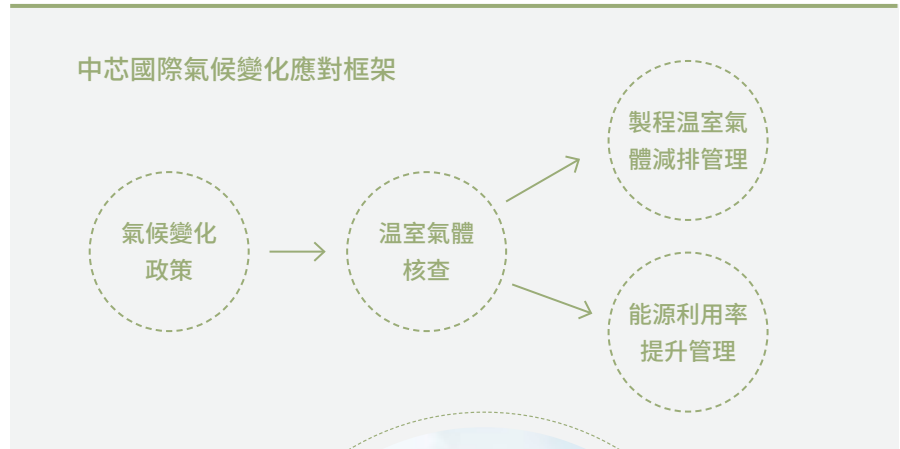 中芯國際氣候變化應對框架
製程温室氣
體減排管理
氣候變化
政策
温室氣體
核查
能源利用率
提升管理